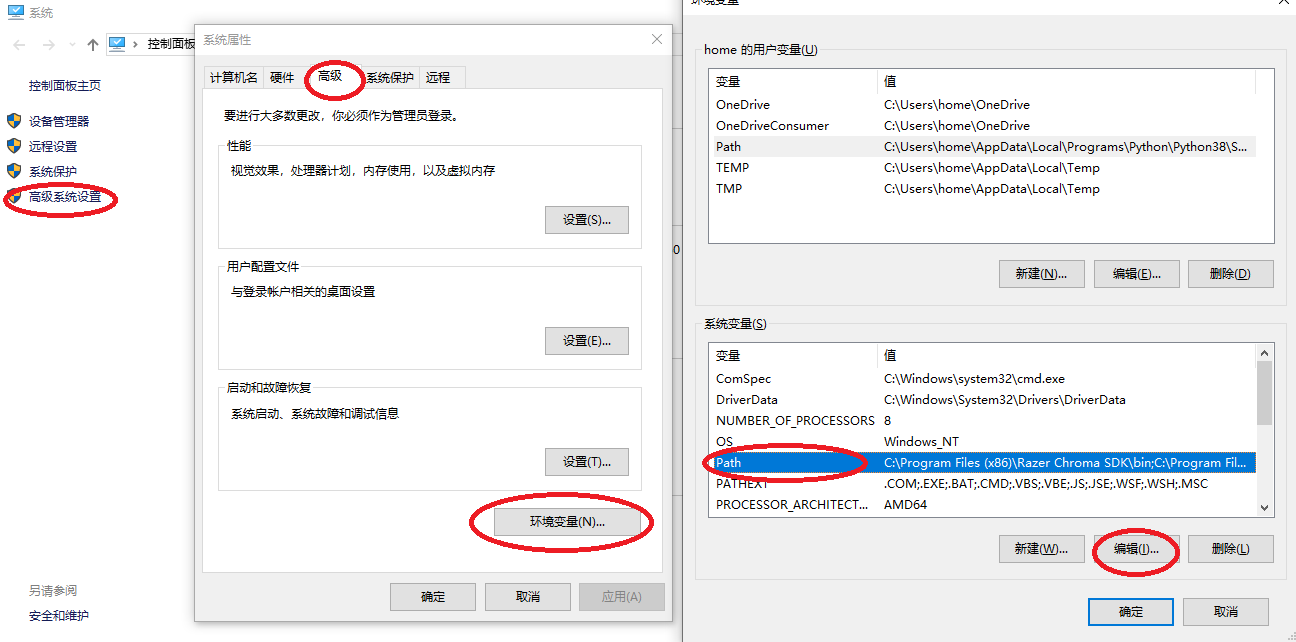 系统
控制面板
控制面板主页
设备管理器
远程设置
系统保护
高级系统设置
另请参阅
安全和维护
系统属性
计算机名 硬件 高级 系统保护 远程
要进行大多数更改，你必须作为管理员登录。
性能
视觉效果，处理器计划，内存使用，以及虚拟内存
设置(S)...
用户配置文件
与登录帐户相关的桌面设置
设置(E)...
启动和故障恢复
系统启动、系统故障和调试信息
设置(T)...
环境变量(N)...
确定 取消 应用(A)
0
环境变量
home 的用户变量(U)
变量 值
OneDrive C:\Users\home\OneDrive
OneDriveConsumer C:\Users\home\OneDrive
Path C:\Users\home\AppData\Local\Programs\Python\Python38\S...
TEMP C:\Users\home\AppData\Local\Temp
TMP C:\Users\home\AppData\Local\Temp
新建(N)... 编辑(E)... 删除(D)
系统变量(S)
变量 值
ComSpec C:\Windows\system32\cmd.exe
DriverData C:\Windows\System32\Drivers\DriverData
NUMBER_OF_PROCESSORS 8
OS Windows_NT
Path C:\Program Files (x86)\Razer Chroma SDK\bin;C:\Program Fil...
PATHEXT .COM;.EXE;.BAT;.CMD;.VBS;.VBE;.JS;.JSE;.WSF;.WSH;.MSC
PROCESSOR_ARCHITECT... AMD64
新建(W)... 编辑(I)... 删除(L)
确定 取消